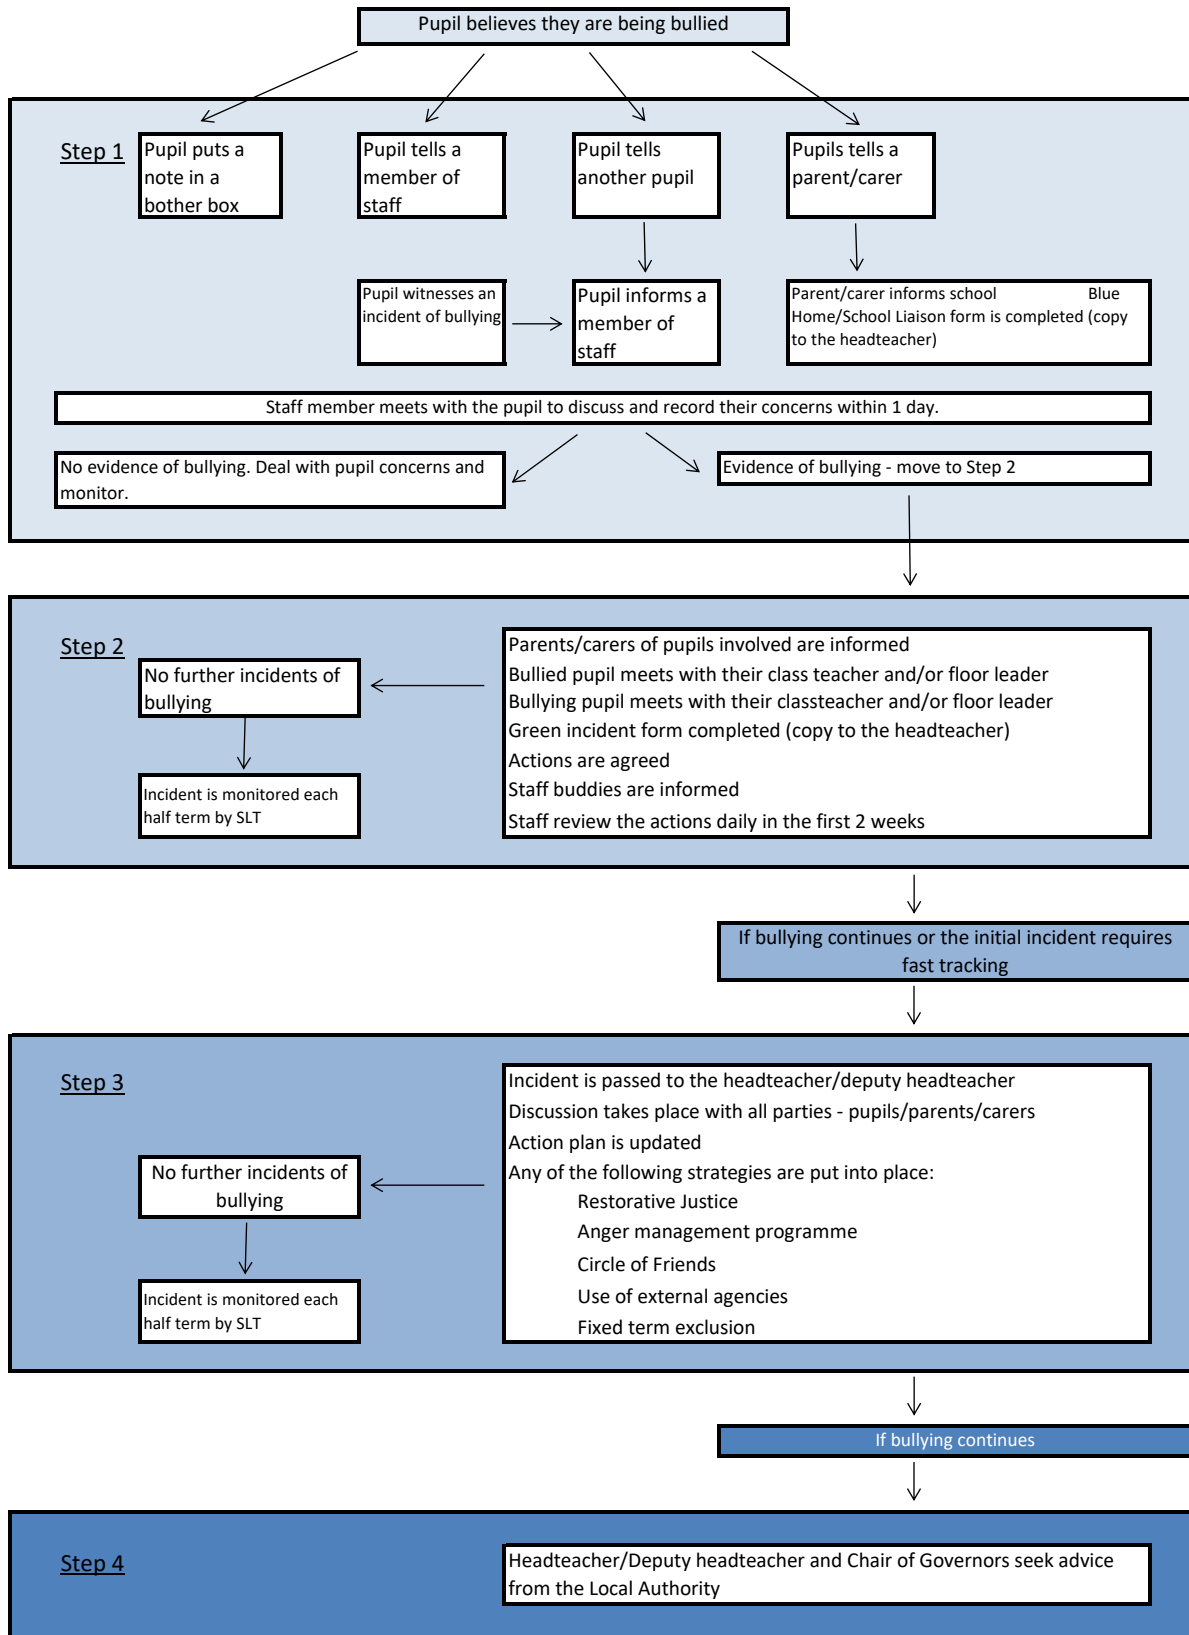 Pupil believes they are being bullied
Step 1
Pupil puts a
note in a
bother box
Pupil tells a
member of
staff
Pupil tells
another pupil
Pupils tells a
parent/carer
Pupil witnesses an
incident of bullying
Pupil informs a
member of
staff
Parent/carer informs school Blue
Home/School Liaison form is completed (copy
to the headteacher)
Staff member meets with the pupil to discuss and record their concerns within 1 day.
No evidence of bullying. Deal with pupil concerns and
monitor.
Evidence of bullying - move to Step 2
Step 2
No further incidents of
bullying
Incident is monitored each
half term by SLT
Parents/carers of pupils involved are informed
Bullied pupil meets with their class teacher and/or floor leader
Bullying pupil meets with their classteacher and/or floor leader
Green incident form completed (copy to the headteacher)
Actions are agreed
Staff buddies are informed
Staff review the actions daily in the first 2 weeks
If bullying continues or the initial incident requires
fast tracking
Step 3
No further incidents of
bullying
Incident is monitored each
half term by SLT
Incident is passed to the headteacher/deputy headteacher
Discussion takes place with all parties - pupils/parents/carers
Action plan is updated
Any of the following strategies are put into place:
Restorative Justice
Anger management programme
Circle of Friends
Use of external agencies
Fixed term exclusion
If bullying continues
Step 4
Headteacher/Deputy headteacher and Chair of Governors seek advice
from the Local Authority